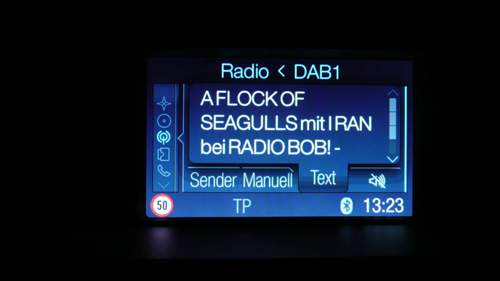 Radio < DAB1
A FLOCK OF
SEAGULLS mit I RAN
bei RADIO BOB! -
Sender Manuell Text
50 TP 13:23